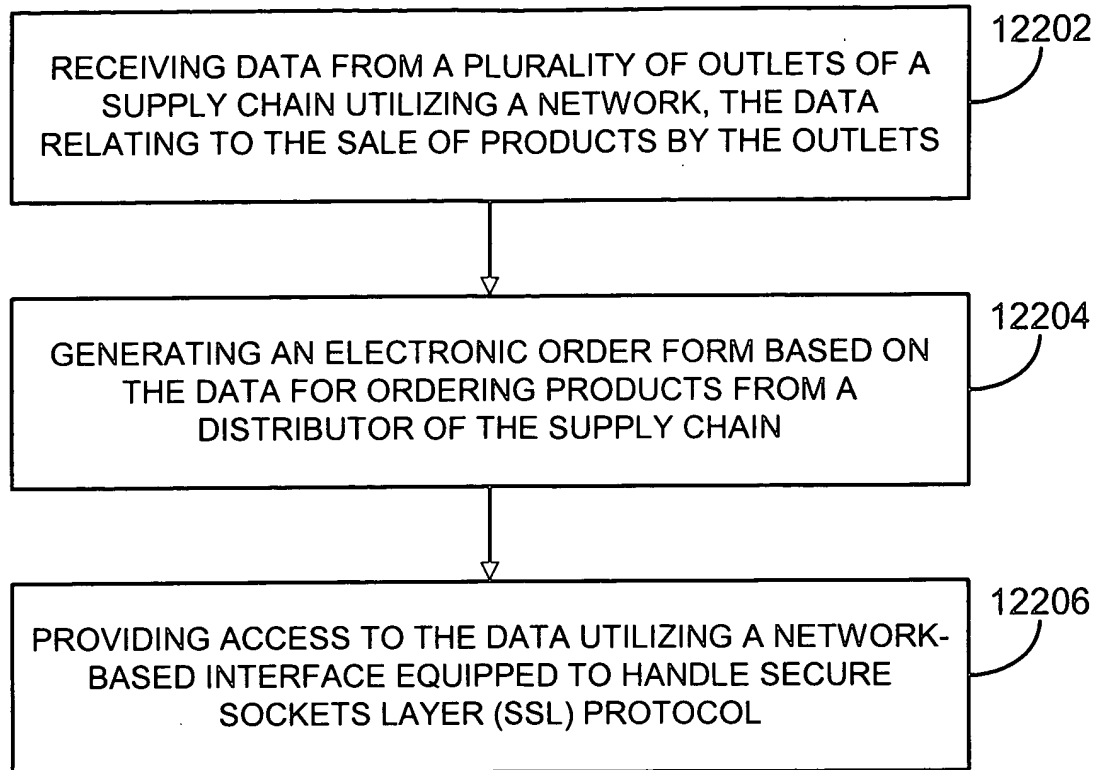 12202
RECEIVING DATA FROM A PLURALITY OF OUTLETS OF A
SUPPLY CHAIN UTILIZING A NETWORK, THE DATA
RELATING TO THE SALE OF PRODUCTS BY THE OUTLETS
12204
GENERATING AN ELECTRONIC ORDER FORM BASED ON
THE DATA FOR ORDERING PRODUCTS FROM A
DISTRIBUTOR OF THE SUPPLY CHAIN
12206
PROVIDING ACCESS TO THE DATA UTILIZING A NETWORK-
BASED INTERFACE EQUIPPED TO HANDLE SECURE
SOCKETS LAYER (SSL) PROTOCOL